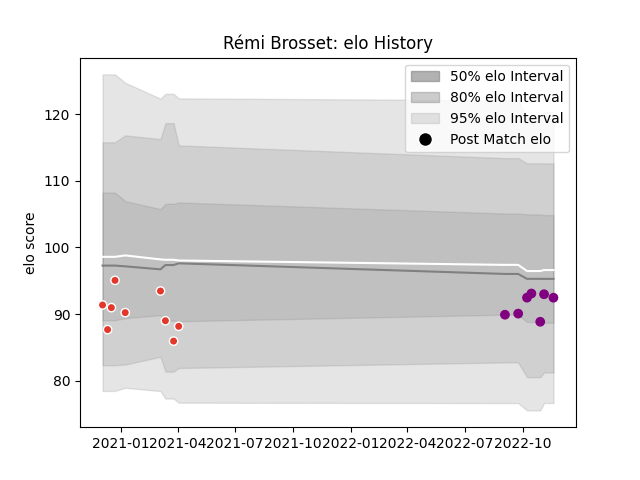 Rémi Brosset: elo History
50% elo Interval
80% elo Interval
95% elo Interval
Post Match elo
elo score
120
110
100
90
80
2021-01
2021-04
2021-07
2021-10
2022-01
2022-04
2022-07
2022-10